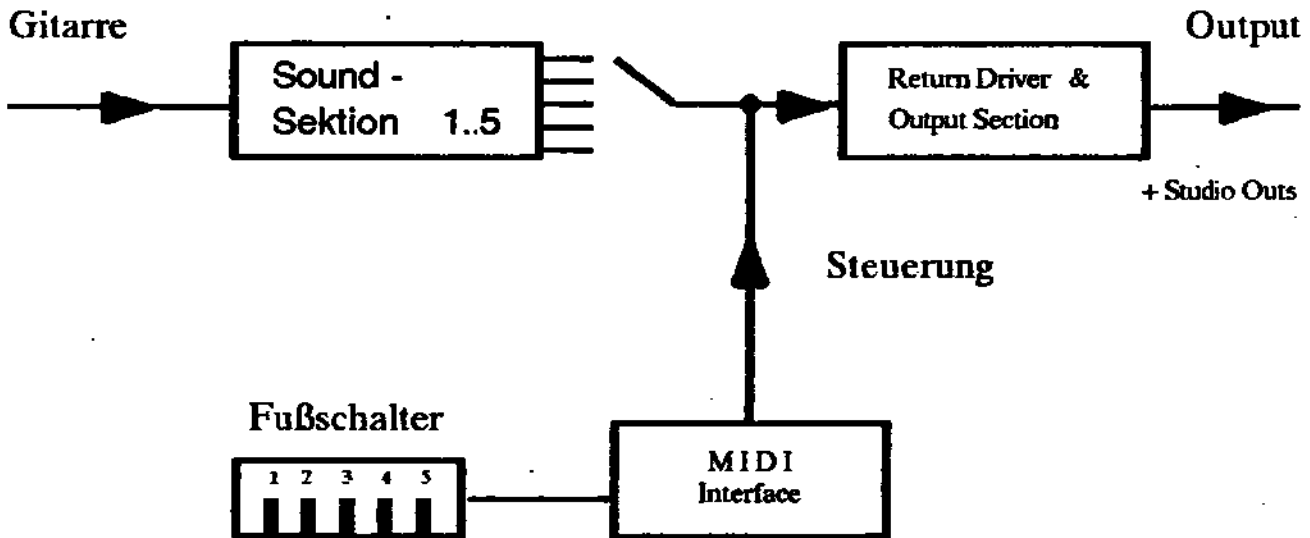 Gitarre
Output
Sound -
Sektion 1..5
Return Driver &
Output Section
+ Studio Outs
Steuerung
Fußschalter
1 2 3 4 5
MIDI
Interface